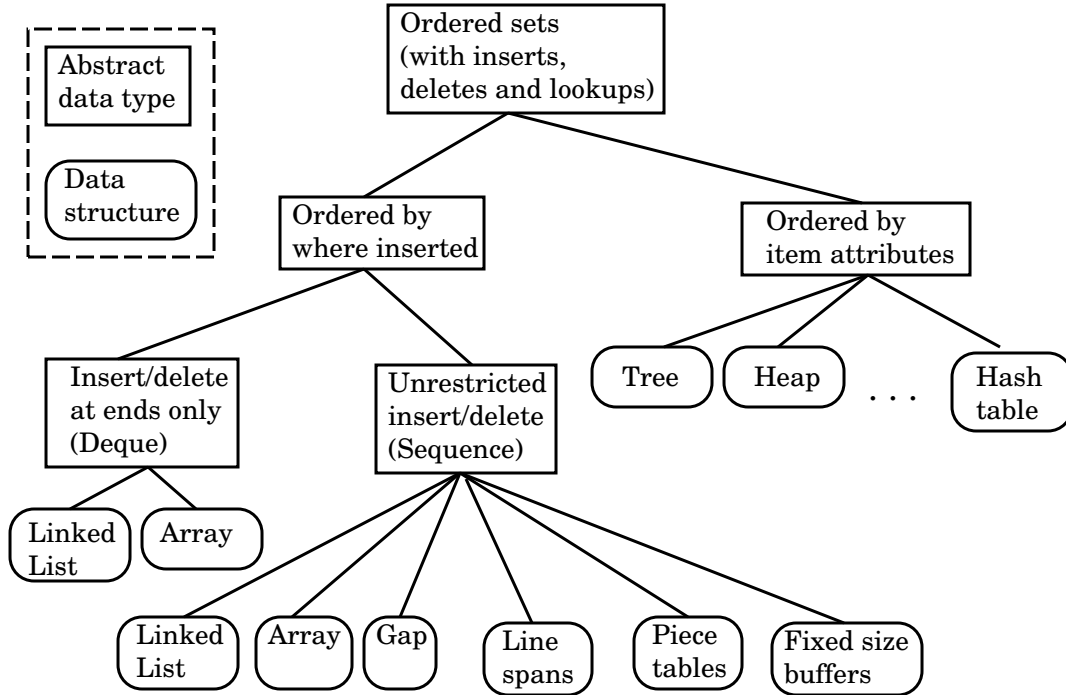 Ordered sets
(with inserts,
deletes and lookups)
Abstract
data type
Data
structure
Ordered by
where inserted
Ordered by
item attributes
Insert/delete
at ends only
(Deque)
Unrestricted
insert/delete
(Sequence)
Tree
Heap
. . .
Hash
table
Linked
List
Array
Linked
List
Array
Gap
Line
spans
Piece
tables
Fixed size
buffers